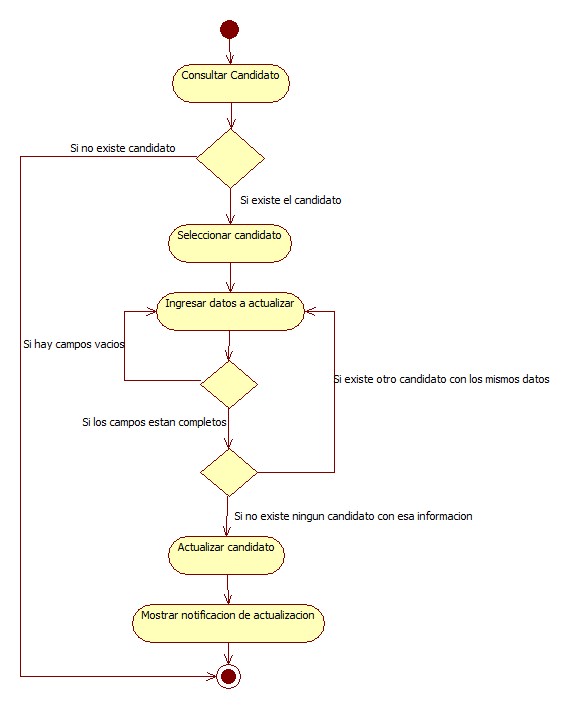 Consultar Candidato
Si no existe candidato
Si existe el candidato
Seleccionar candidato
Ingresar datos a actualizar
Si hay campos vacios
Si existe otro candidato con los mismos datos
Si los campos estan completos
Si no existe ningun candidato con esa informacion
Actualizar candidato
Mostrar notificacion de actualizacion